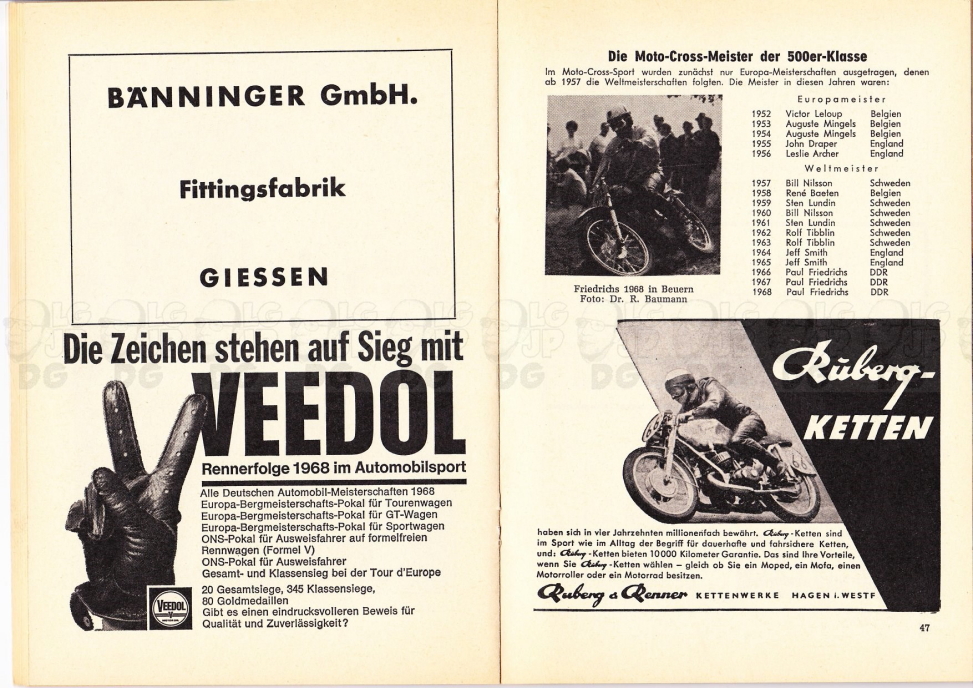 BÄNNINGER GmbH.
Fittingsfabrik
GIESSEN
Die Zeichen stehen auf Sieg mit
VEEDOL
Rennerfolge 1968 im Automobilsport
Alle Deutschen Automobil-Meisterschaften 1968
Europa-Bergmeisterschafts-Pokal für Tourenwagen
Europa-Bergmeisterschafts-Pokal für GT-Wagen
Europa-Bergmeisterschafts-Pokal für Sportwagen
ONS-Pokal für Ausweisfahrer auf formelfreien
Rennwagen (Formel V)
ONS-Pokal für Ausweisfahrer
Gesamt- und Klassensieg bei der Tour d'Europe
20 Gesamtsiege, 345 Klassensiege,
80 Goldmedaillen
Gibt es einen eindrucksvolleren Beweis für
Qualität und Zuverlässigkeit?
VEEDOL
Die Moto-Cross-Meister der 500er-Klasse
Im Moto-Cross-Sport wurden zunächst nur Europa-Meisterschaften ausgetragen, denen
ab 1957 die Weltmeisterschaften folgten. Die Meister in diesen Jahren waren:
Europameister
1952 Victor Leloup Belgien
1953 Auguste Mingels Belgien
1954 Auguste Mingels Belgien
1955 John Draper England
1956 Leslie Archer England
Weltmeister
1957 Bill Nilsson Schweden
1958 René Baeten Belgien
1959 Sten Lundin Schweden
1960 Bill Nilsson Schweden
1961 Sten Lundin Schweden
1962 Rolf Tibblin Schweden
1963 Rolf Tibblin Schweden
1964 Jeff Smith England
1965 Jeff Smith England
1966 Paul Friedrichs DDR
1967 Paul Friedrichs DDR
1968 Paul Friedrichs DDR
Friedrichs 1968 in Beuern
Foto: Dr. R. Baumann
Ruberg-
KETTEN
haben sich in vier Jahrzehnten millionenfach bewährt. Ruberg-Ketten sind
im Sport wie im Alltag der Begriff für dauerhafte und fahrsichere Ketten,
und: Ruberg-Ketten bieten 10000 Kilometer Garantie. Das sind Ihre Vorteile,
wenn Sie Ruberg-Ketten wählen – gleich ob Sie ein Moped, ein Mofa, einen
Motorroller oder ein Motorrad besitzen.
Ruberg & Renner KETTENWERKE HAGEN i. WESTF
47